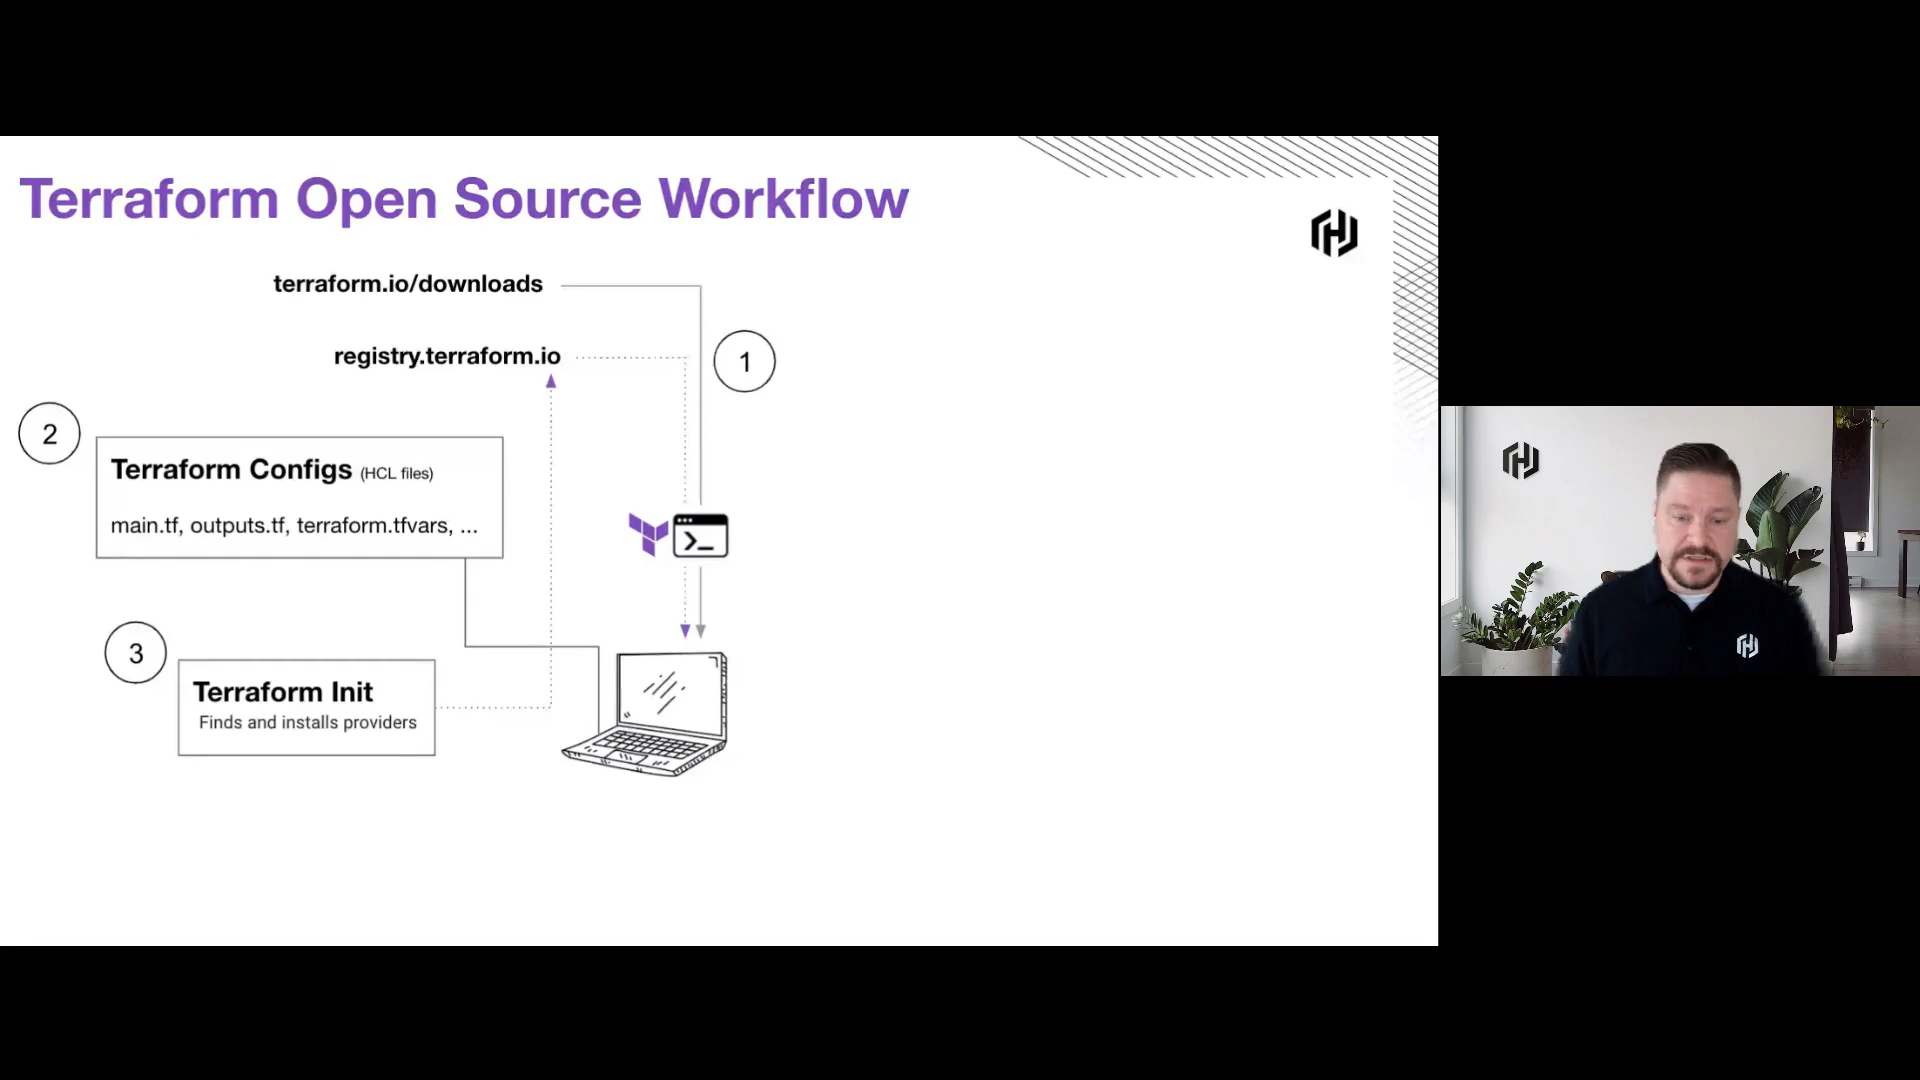 Terraform Open Source Workflow
terraform.io/downloads
registry.terraform.io
1
2
Terraform Configs (HCL files)
main.tf, outputs.tf, terraform.tfvars, ...
3
Terraform Init
Finds and installs providers